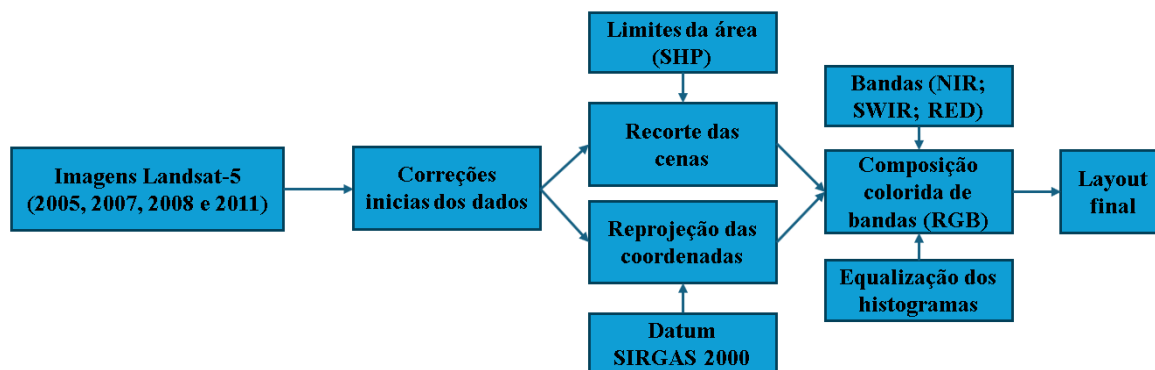 Imagens Landsat-5
(2005, 2007, 2008 e 2011)
Correções
inicias dos dados
Limites da área
(SHP)
Recorte das
cenas
Reprojeção das
coordenadas
Datum
SIRGAS 2000
Bandas (NIR;
SWIR; RED)
Composição
colorida de
bandas (RGB)
Equalização dos
histogramas
Layout
final